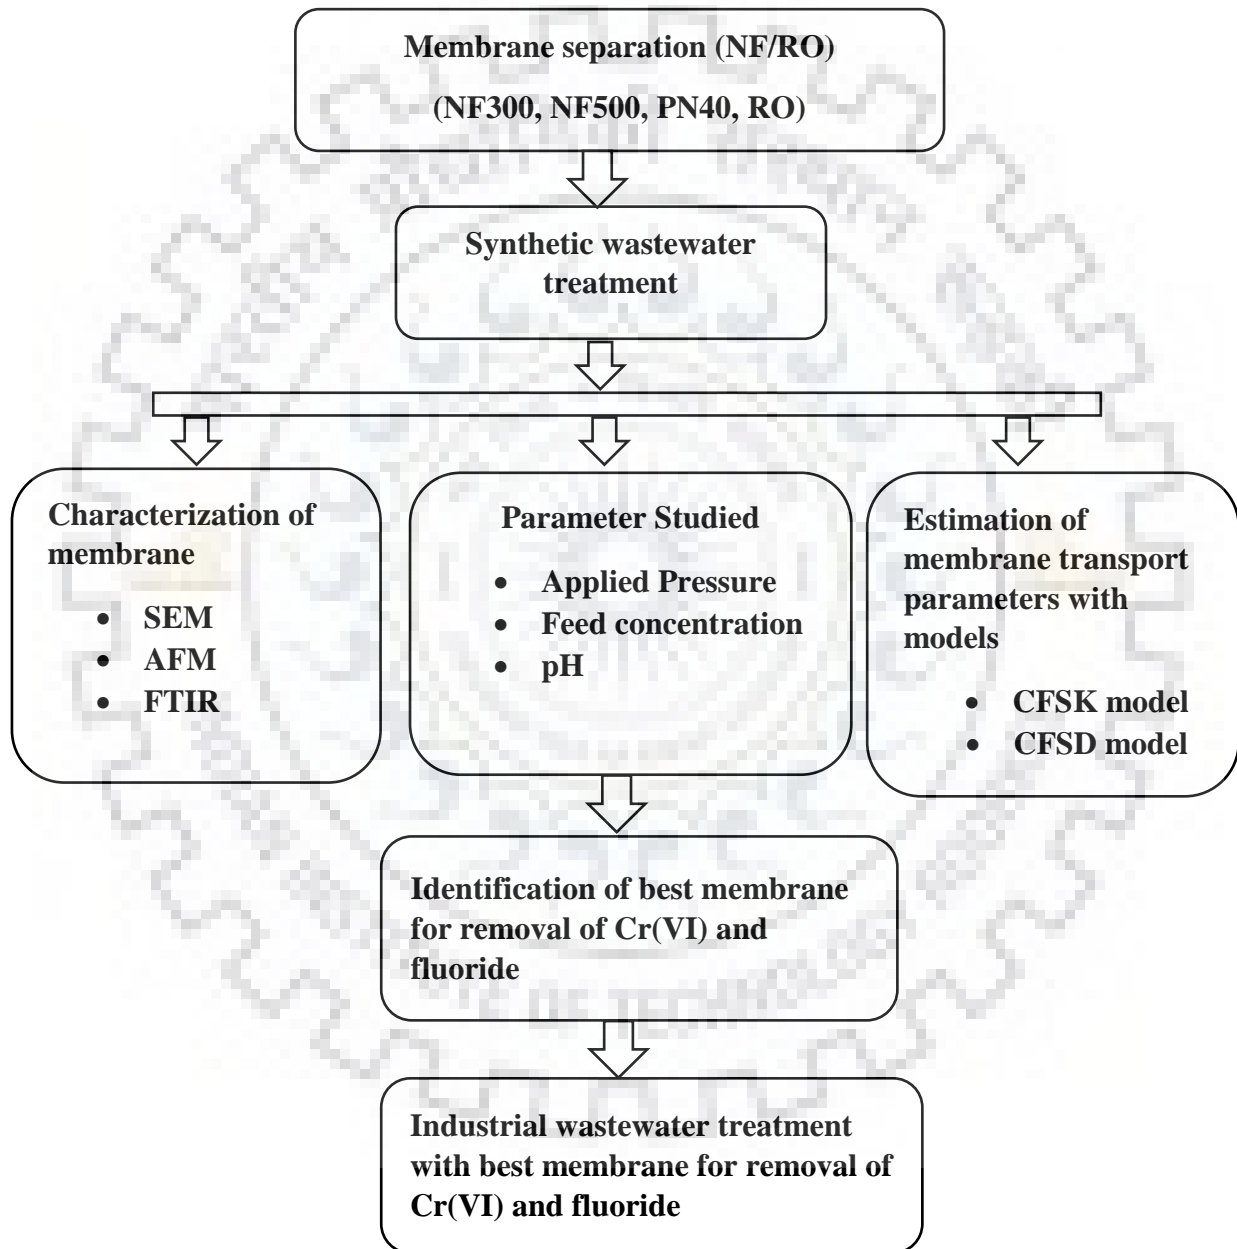 Membrane separation (NF/RO)
(NF300, NF500, PN40, RO)
Synthetic wastewater
treatment
Characterization of
membrane
• SEM
• AFM
• FTIR
Parameter Studied
• Applied Pressure
• Feed concentration
• pH
Estimation of
membrane transport
parameters with
models
• CFSK model
• CFSD model
Identification of best membrane
for removal of Cr(VI) and
fluoride
Industrial wastewater treatment
with best membrane for removal of
Cr(VI) and fluoride